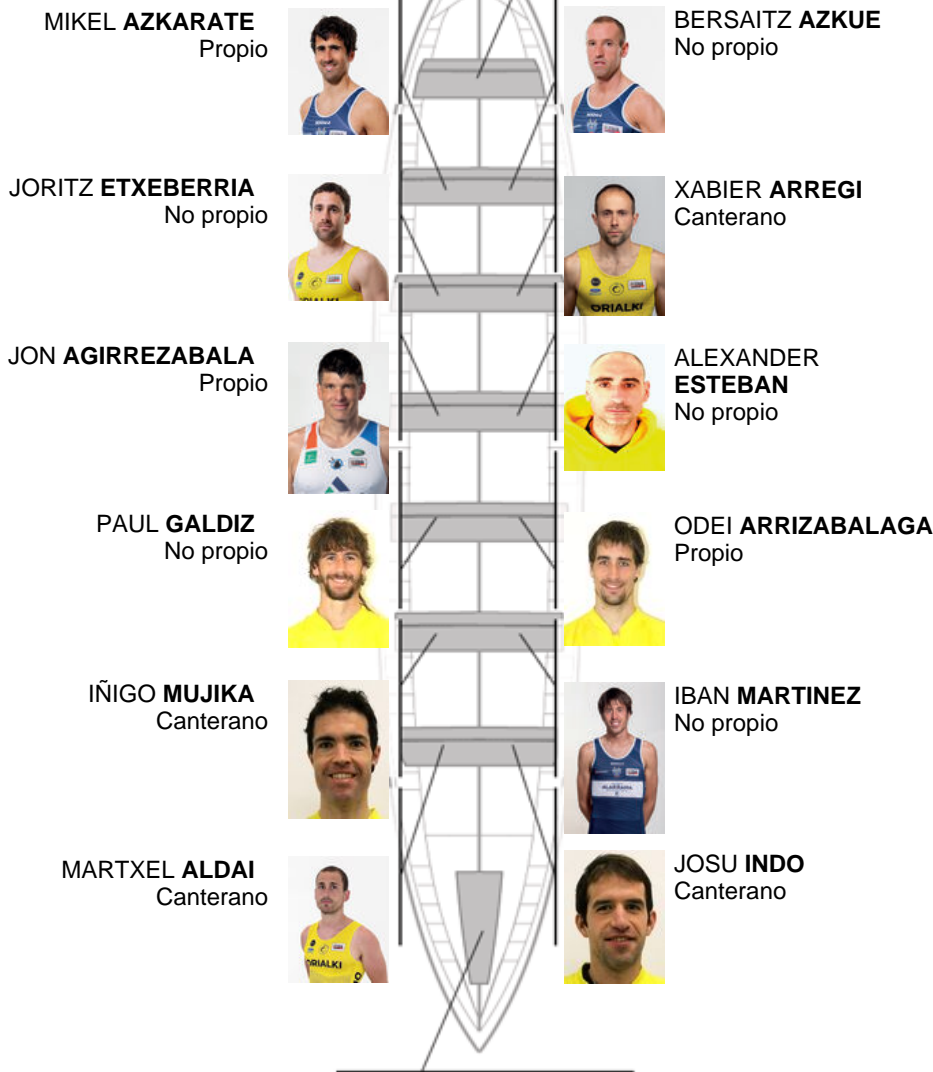 MIKEL AZKARATE
Propio
BERSAITZ AZKUE
No propio
JORITZ ETXEBERRIA
No propio
XABIER ARREGI
Canterano
ORIALKI
JON AGIRREZABALA
Propio
ALEXANDER
ESTEBAN
No propio
PAUL GALDIZ
No propio
ODEI ARRIZABALAGA
Propio
IÑIGO MUJIKA
Canterano
IBAN MARTINEZ
No propio
MARTXEL ALDAI
Canterano
JOSU INDO
Canterano